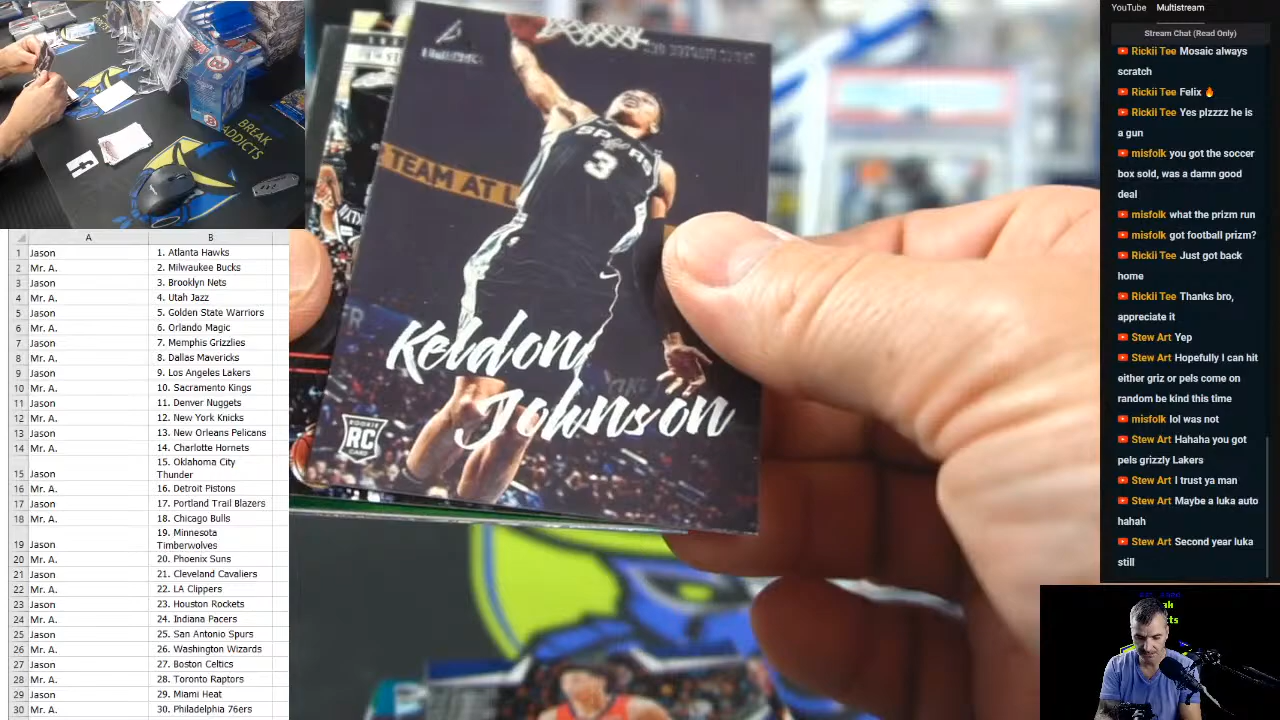 YouTube Multistream
Stream Chat (Read Only)
Rickii Tee Mosaic always
scratch
Rickii Tee Felix 🔥
Rickii Tee Yes plzzzz he is
a gun
misfolk you got the soccer
box sold, was a damn good
deal
misfolk what the prizm run
misfolk got football prizm?
Rickii Tee Just got back
home
Rickii Tee Thanks bro,
appreciate it
Stew Art Yep
Stew Art Hopefully I can hit
either griz or pels come on
random be kind this time
misfolk lol was not
Stew Art Hahaha you got
pels grizzly Lakers
Stew Art I trust ya man
Stew Art Maybe a luka auto
hahah
Stew Art Second year luka
still
BREAK
ADDICTS
A B
1 Jason 1. Atlanta Hawks
2 Mr. A. 2. Milwaukee Bucks
3 Jason 3. Brooklyn Nets
4 Mr. A. 4. Utah Jazz
5 Jason 5. Golden State Warriors
6 Mr. A. 6. Orlando Magic
7 Jason 7. Memphis Grizzlies
8 Mr. A. 8. Dallas Mavericks
9 Jason 9. Los Angeles Lakers
10 Mr. A. 10. Sacramento Kings
11 Jason 11. Denver Nuggets
12 Mr. A. 12. New York Knicks
13 Jason 13. New Orleans Pelicans
14 Mr. A. 14. Charlotte Hornets
15. Oklahoma City
15 Jason Thunder
16 Mr. A. 16. Detroit Pistons
17 Jason 17. Portland Trail Blazers
18 Mr. A. 18. Chicago Bulls
19. Minnesota
19 Jason Timberwolves
20 Mr. A. 20. Phoenix Suns
21 Jason 21. Cleveland Cavaliers
22 Mr. A. 22. LA Clippers
23 Jason 23. Houston Rockets
24 Mr. A. 24. Indiana Pacers
25 Jason 25. San Antonio Spurs
26 Mr. A. 26. Washington Wizards
27 Jason 27. Boston Celtics
28 Mr. A. 28. Toronto Raptors
29 Jason 29. Miami Heat
30 Mr. A. 30. Philadelphia 76ers
SPURS
3
TEAM AT L
Keldon
Johnson
ROOKIE
RC
CARD